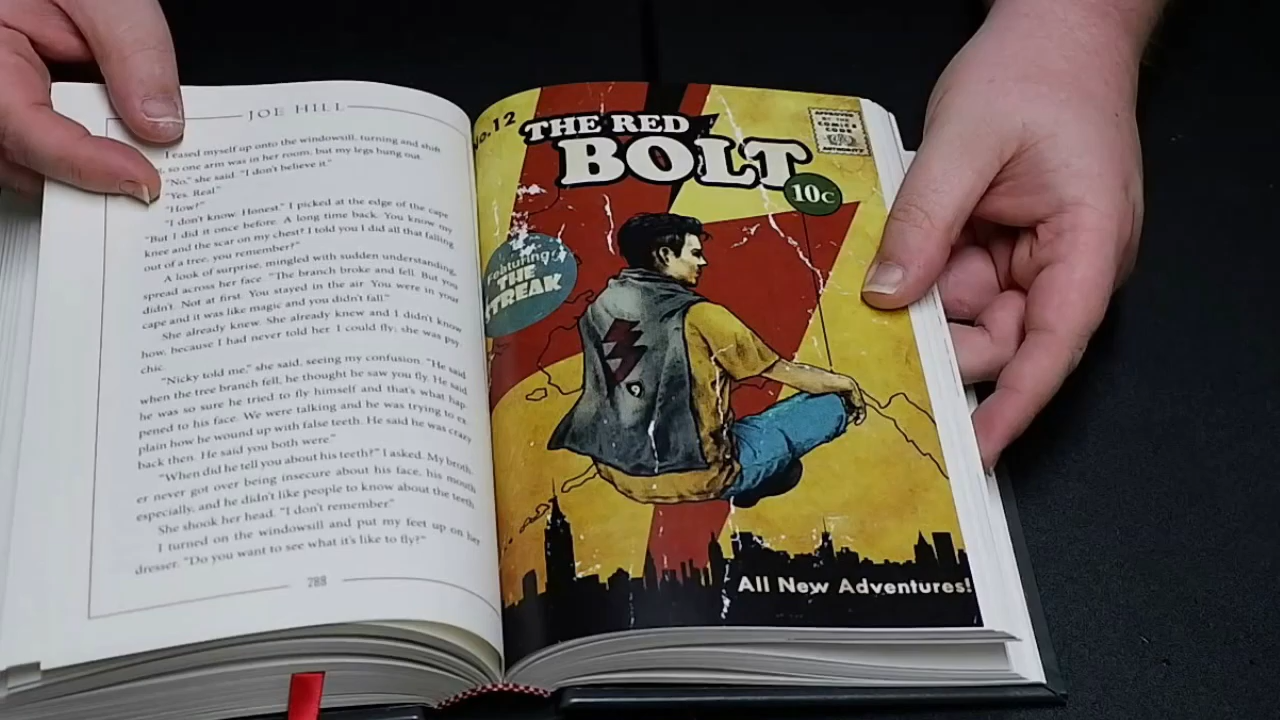 JOE HILL
I eased myself up onto the windowsill, turning and shift
so one arm was in her room, but my legs hung out.
"No," she said. "I don't believe it."
"Yes. Real."
"How?"
"I don't know. Honest." I picked at the edge of the cape
"But I did it once before. A long time back. You know my
knee and the scar on my chest? I told you I did all that falling
out of a tree, you remember?"
A look of surprise, mingled with sudden understanding,
spread across her face. "The branch broke and fell. But you
didn't. Not at first. You stayed in the air. You were in your
cape and it was like magic and you didn't fall."
She already knew. She already knew and I didn't know
how, because I had never told her. I could fly; she was psy-
chic.
"Nicky told me," she said, seeing my confusion. "He said
when the tree branch fell, he thought he saw you fly. He said
he was so sure he tried to fly himself and that's what hap-
pened to his face. We were talking and he was trying to ex-
plain how he wound up with false teeth. He said he was crazy
back then. He said you both were."
"When did he tell you about his teeth?" I asked. My broth-
er never got over being insecure about his face, his mouth
especially, and he didn't like people to know about the teeth
She shook her head. "I don't remember."
I turned on the windowsill and put my feet up on her
dresser. "Do you want to see what it's like to fly?"
288
No.12
THE RED
BOLT
10c
APPROVED
BY THE
COMICS
CODE
AUTHORITY
Featuring
THE
STREAK
9
All New Adventures!